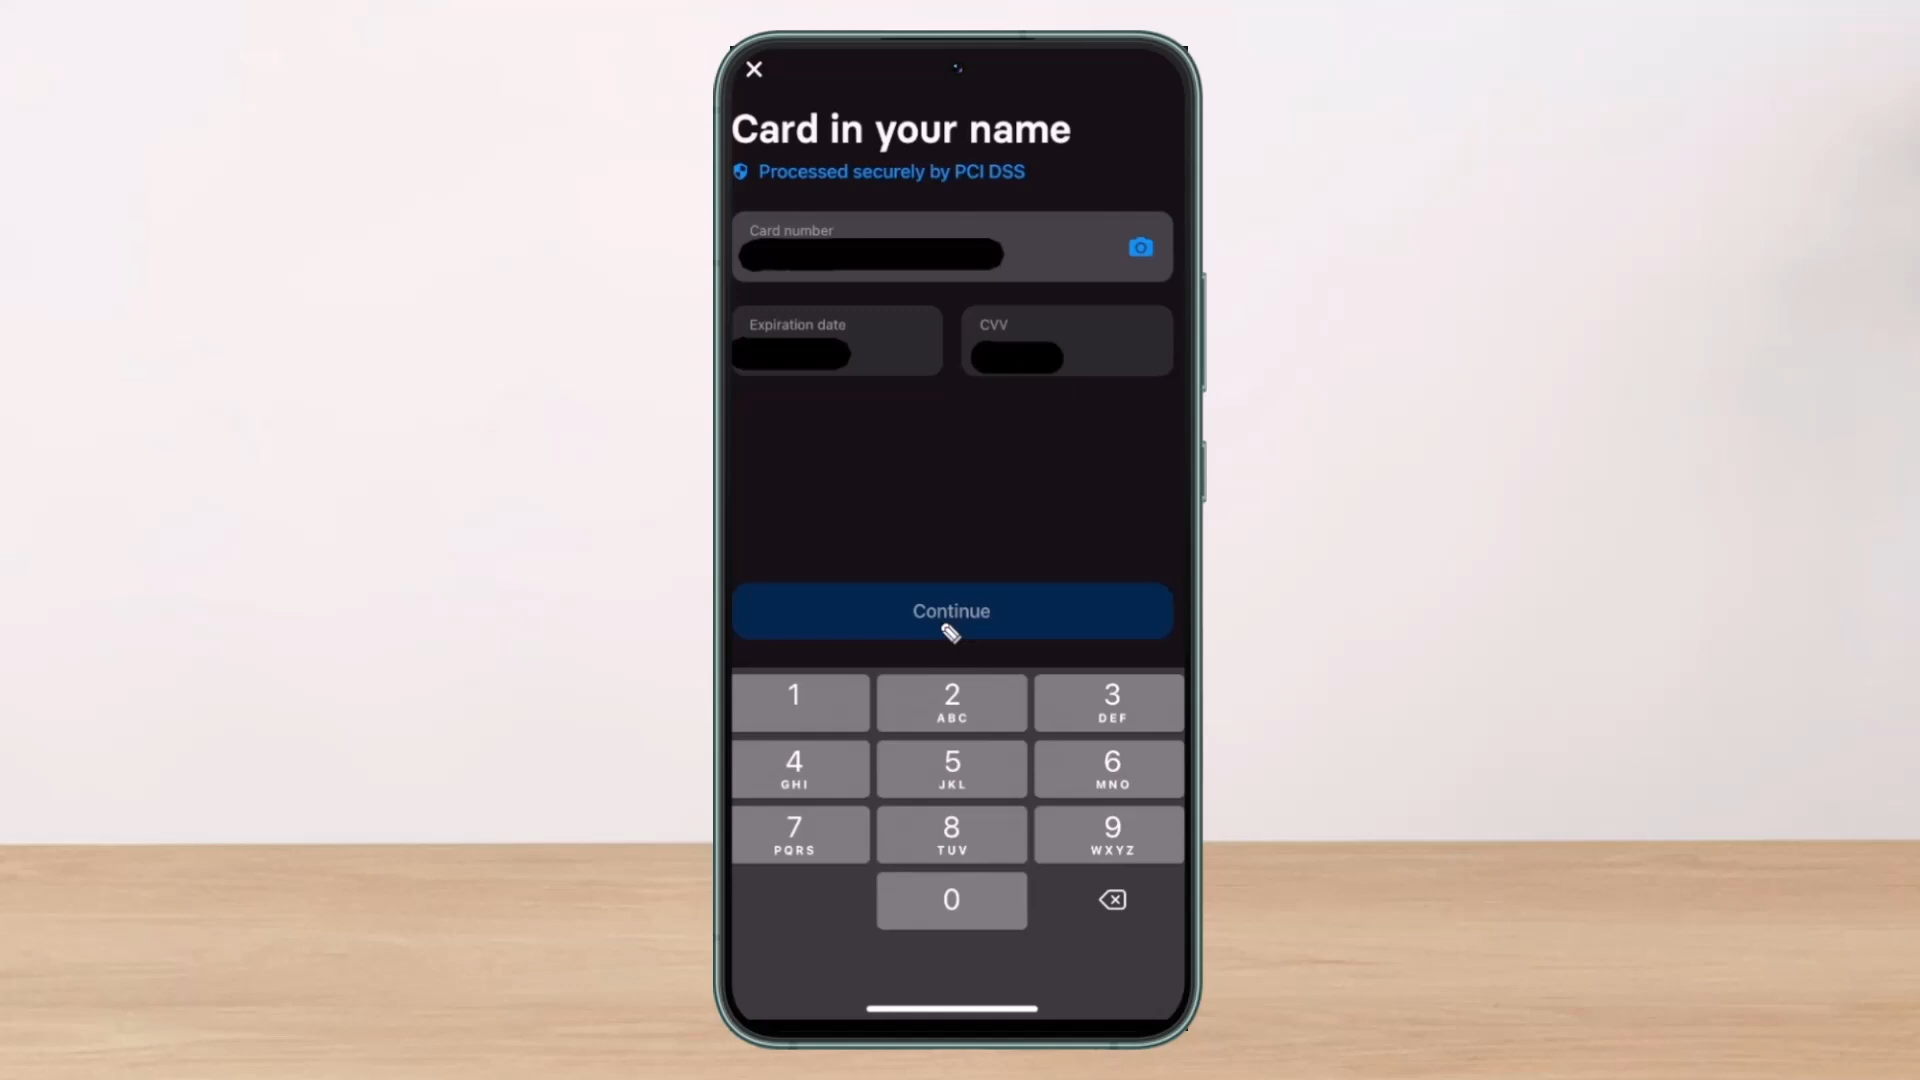 Card in your name
Processed securely by PCI DSS
Card number
Expiration date
CVV
Continue
1
2
ABC
3
DEF
4
GHI
5
JKL
6
MNO
7
PQRS
8
TUV
9
WXYZ
0